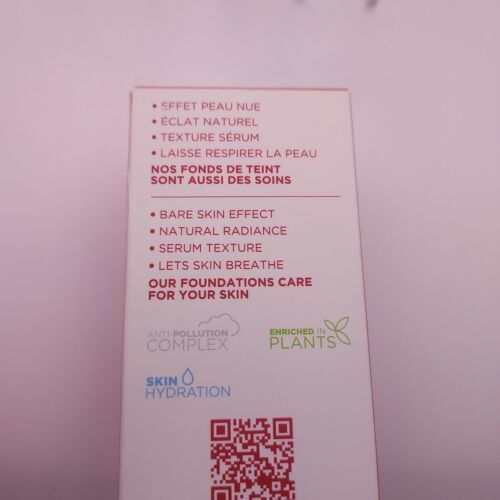 • EFFET PEAU NUE
• ÉCLAT NATUREL
• TEXTURE SÉRUM
• LAISSE RESPIRER LA PEAU
NOS FONDS DE TEINT
SONT AUSSI DES SOINS
• BARE SKIN EFFECT
• NATURAL RADIANCE
• SERUM TEXTURE
• LETS SKIN BREATHE
OUR FOUNDATIONS CARE
FOR YOUR SKIN
ANTI-POLLUTION
COMPLEX
ENRICHED IN
PLANTS
SKIN
HYDRATION